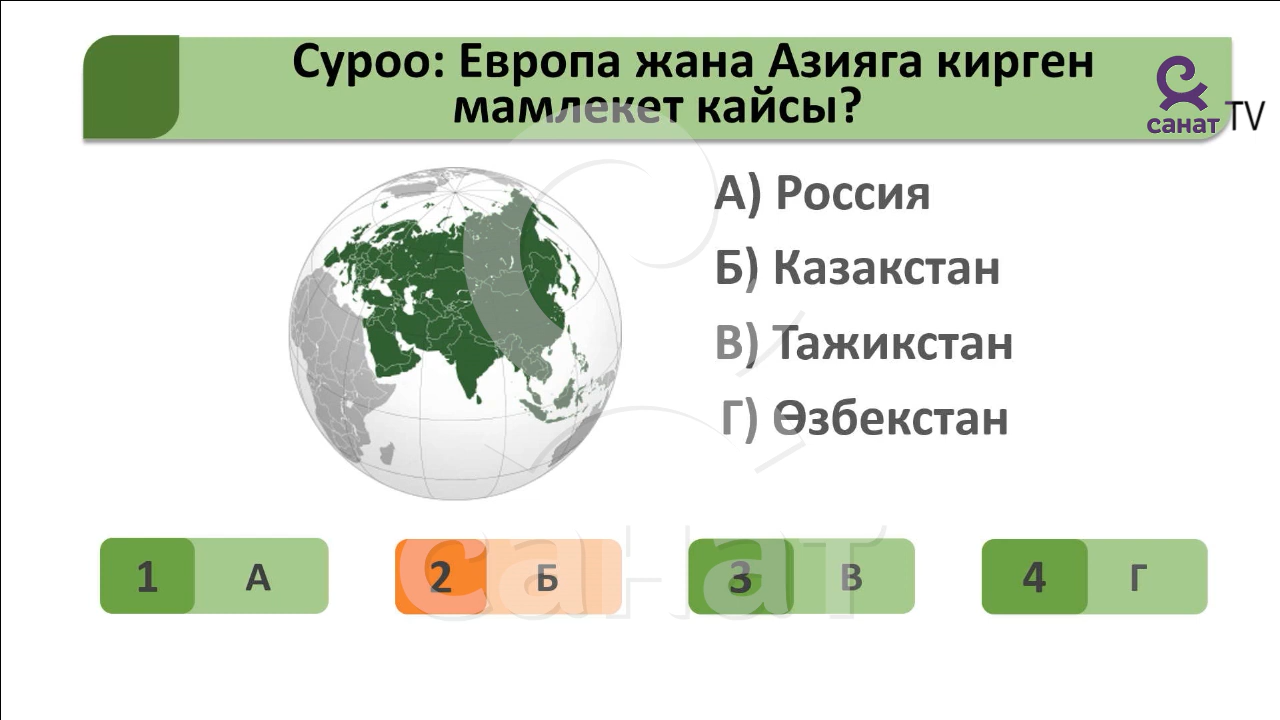 Суроо: Европа жана Азияга кирген
мамлекет кайсы?
санат TV
А) Россия
Б) Казакстан
В) Тажикстан
Г) Өзбекстан
1 А
2 Б
3 В
4 Г
санат